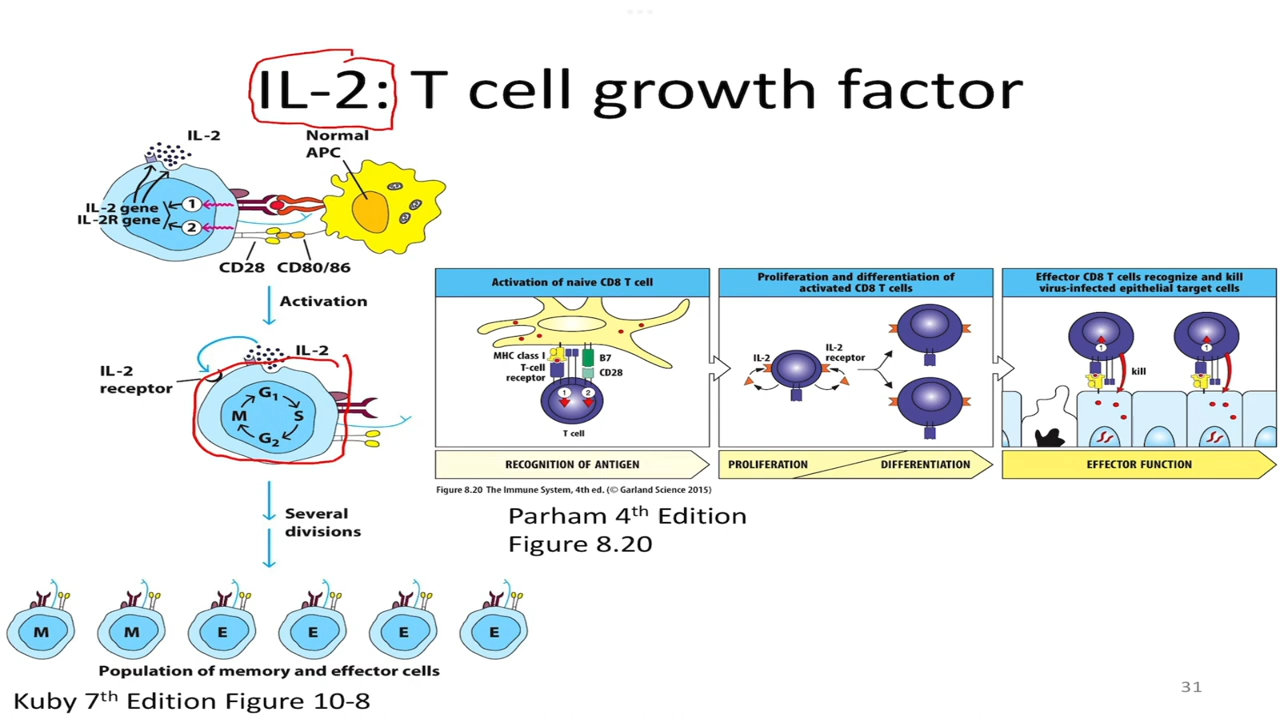 IL-2: T cell growth factor
IL-2
Normal
APC
IL-2 gene
IL-2R gene
1
2
CD28 CD80/86
Activation
IL-2
IL-2
receptor
G1
M S
G2
Several
divisions
M M E E E E
Population of memory and effector cells
Kuby 7th Edition Figure 10-8
Activation of naive CD8 T cell
MHC class I
T-cell
receptor
B7
CD28
1 2
T cell
RECOGNITION OF ANTIGEN
Proliferation and differentiation of
activated CD8 T cells
IL-2
IL-2
receptor
PROLIFERATION DIFFERENTIATION
Effector CD8 T cells recognize and kill
virus-infected epithelial target cells
1 1
kill
EFFECTOR FUNCTION
Figure 8.20 The Immune System, 4th ed. (© Garland Science 2015)
Parham 4th Edition
Figure 8.20
31